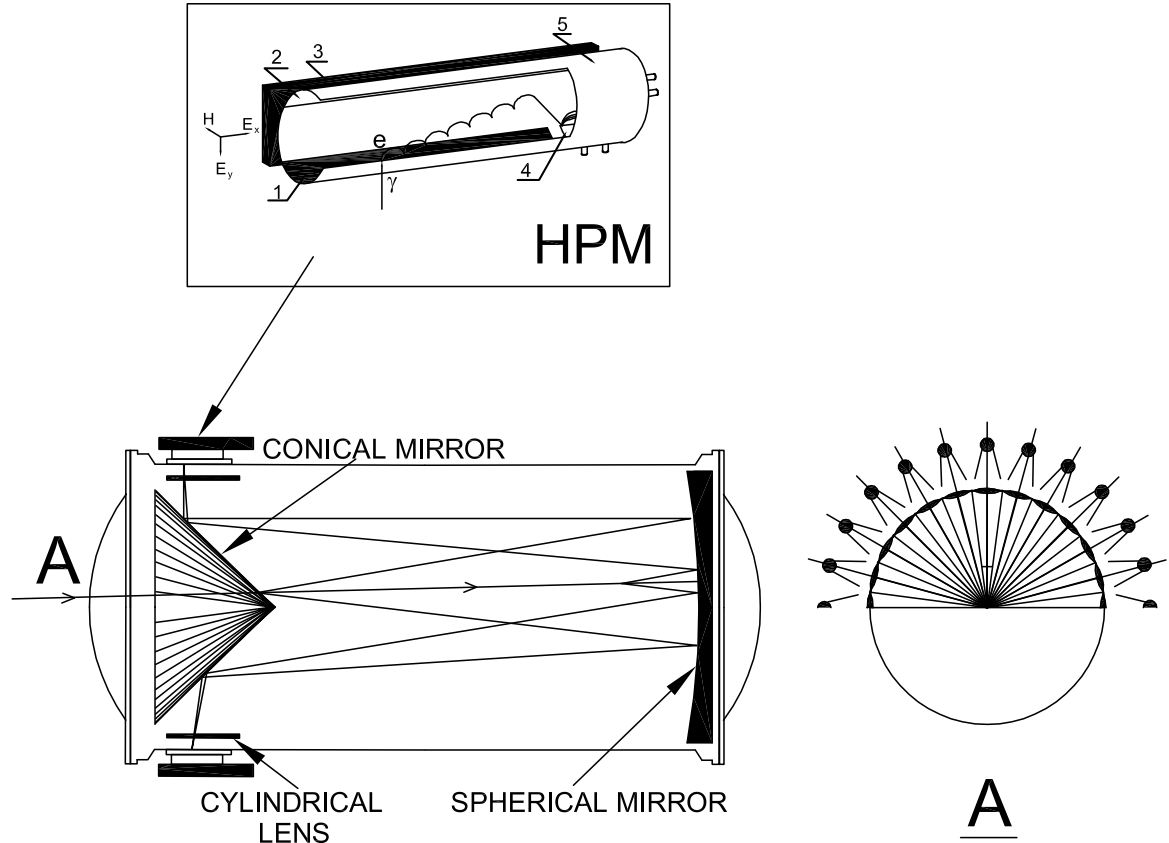 2
3
5
H
Ex
Ey
e
γ
1
4
HPM
CONICAL MIRROR
A
CYLINDRICAL
LENS
SPHERICAL MIRROR
A